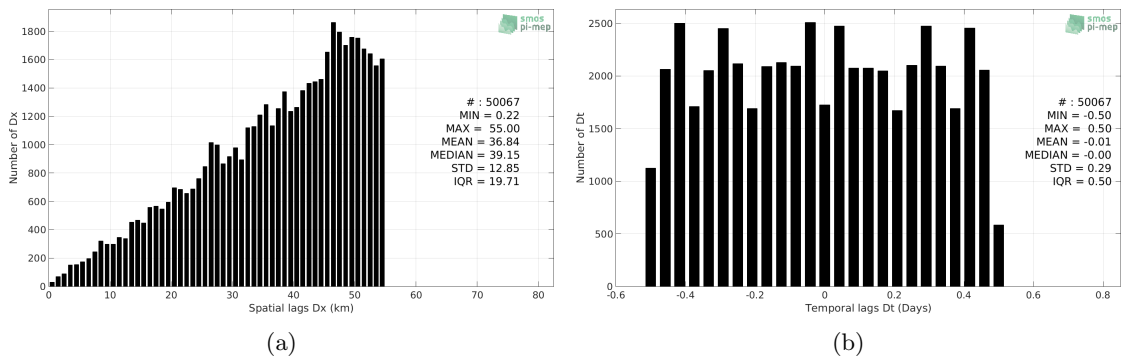 smos
pi-mep
1800
1600
1400
1200
1000
800
600
400
200
0
Number of Dx
# : 50067
MIN = 0.22
MAX = 55.00
MEAN = 36.84
MEDIAN = 39.15
STD = 12.85
IQR = 19.71
0 10 20 30 40 50 60 70 80
Spatial lags Dx (km)
(a)
smos
pi-mep
2500
2000
1500
1000
500
0
Number of Dt
# : 50067
MIN = -0.50
MAX = 0.50
MEAN = -0.01
MEDIAN = -0.00
STD = 0.29
IQR = 0.50
-0.6 -0.4 -0.2 0 0.2 0.4 0.6 0.8
Temporal lags Dt (Days)
(b)